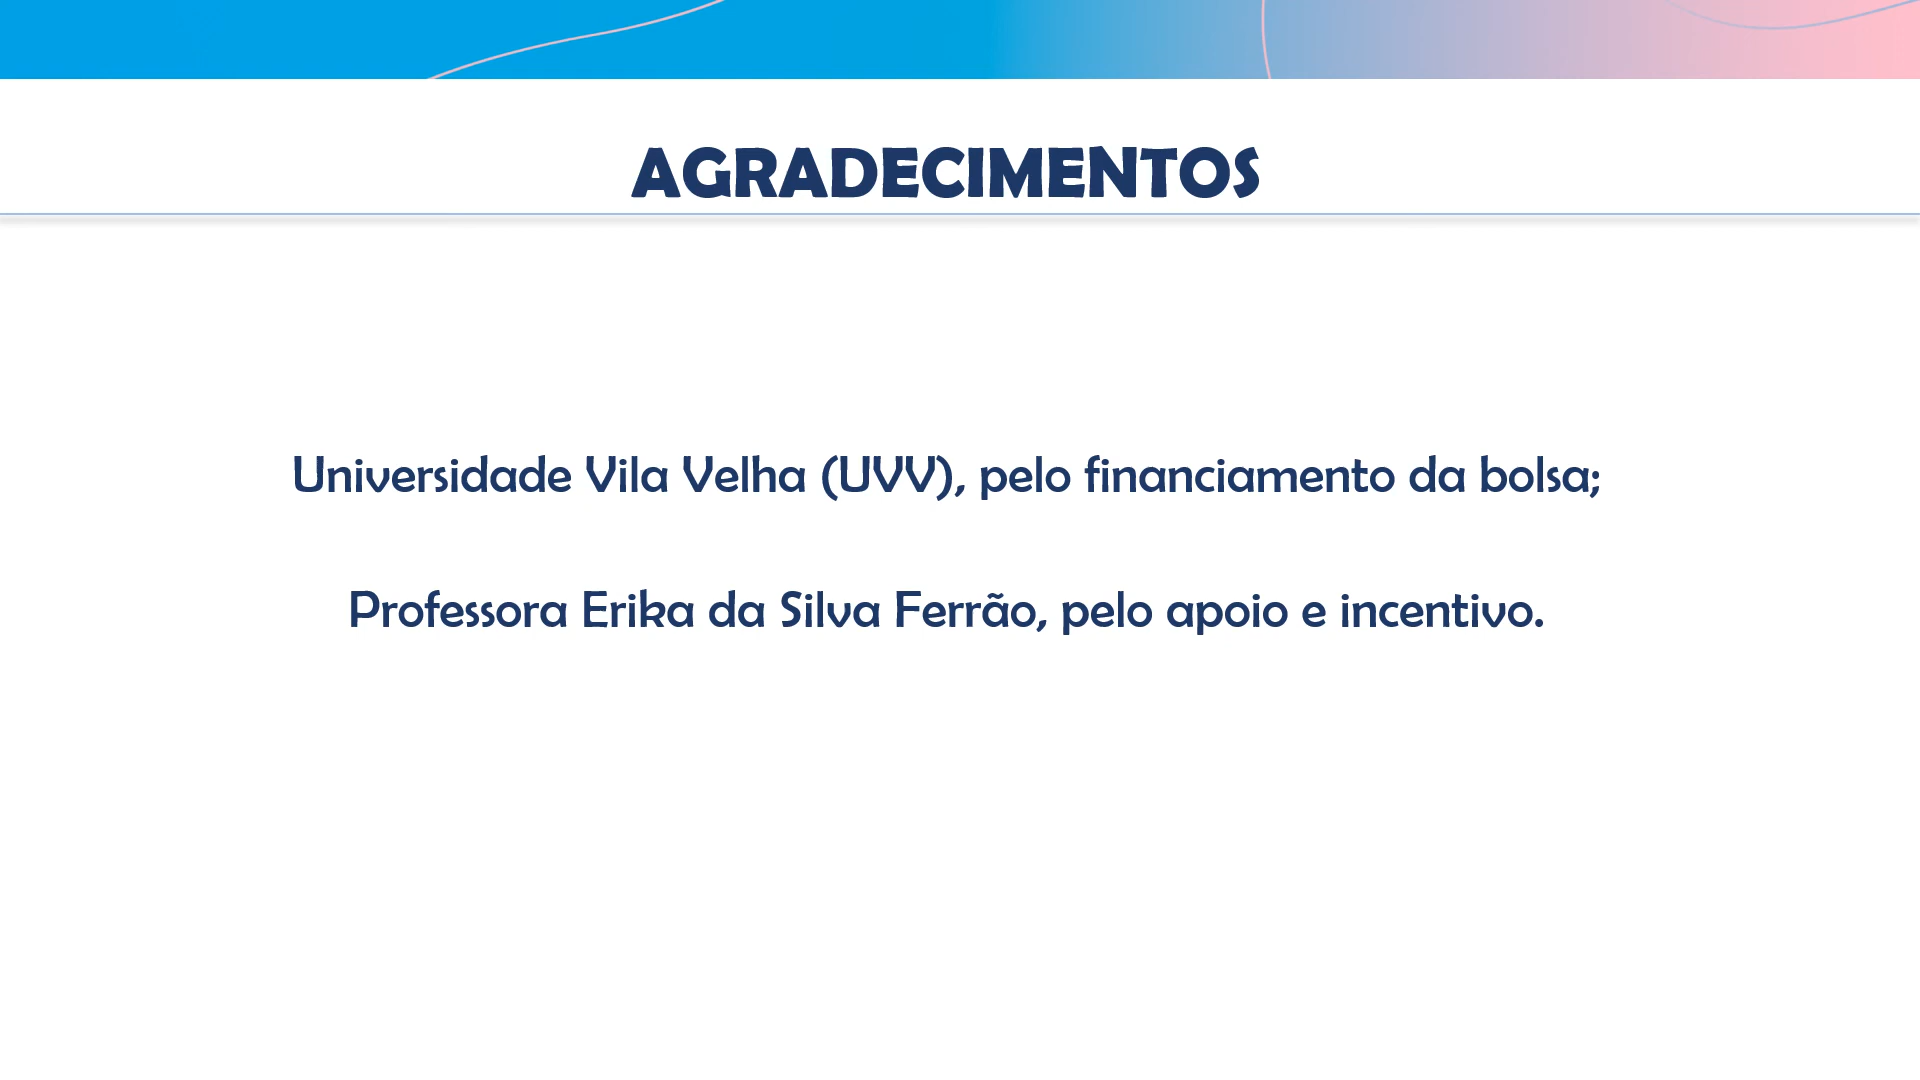 AGRADECIMENTOS
Universidade Vila Velha (UVV), pelo financiamento da bolsa;
Professora Erika da Silva Ferrão, pelo apoio e incentivo.